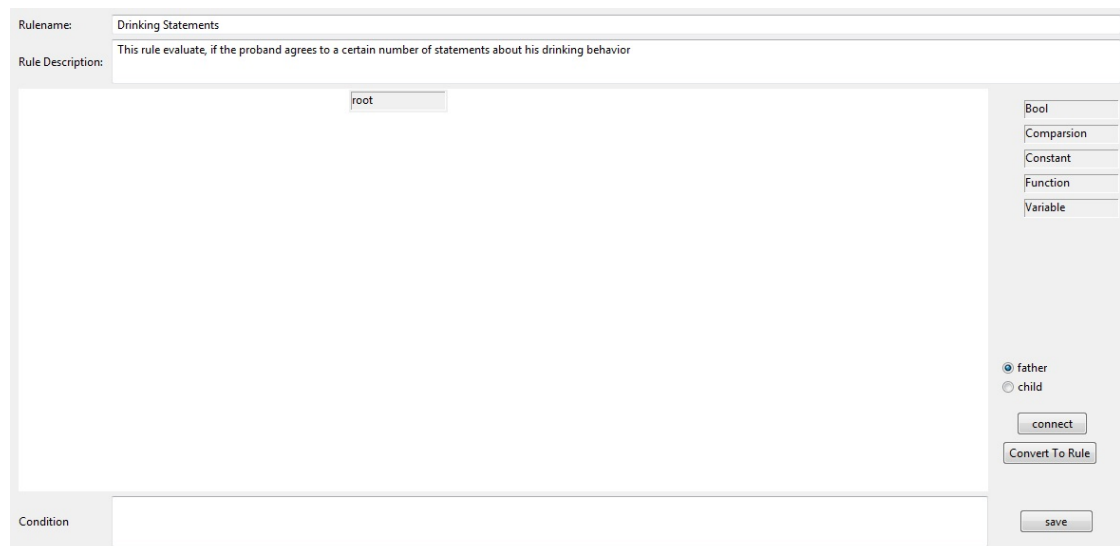 Rulename: Drinking Statements
Rule Description: This rule evaluate, if the proband agrees to a certain number of statements about his drinking behavior
root
Bool
Comparsion
Constant
Function
Variable
father
child
connect
Convert To Rule
Condition
save